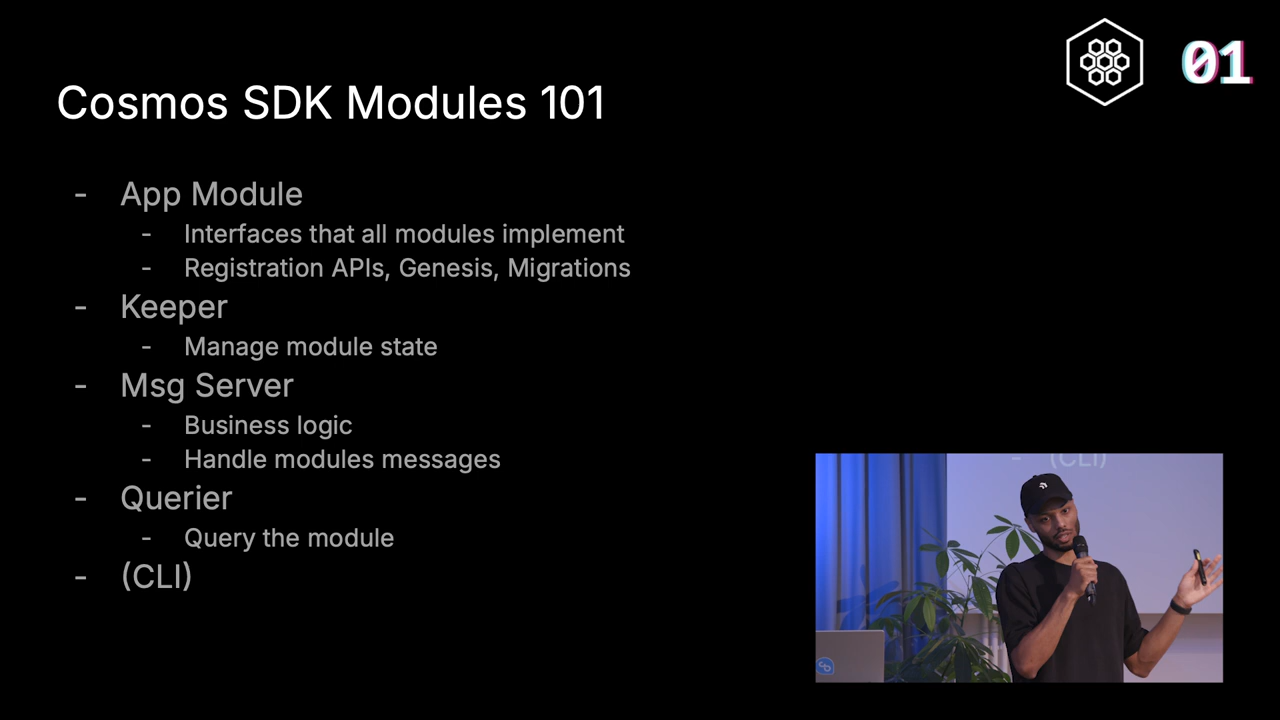 01
Cosmos SDK Modules 101
- App Module
- Interfaces that all modules implement
- Registration APIs, Genesis, Migrations
- Keeper
- Manage module state
- Msg Server
- Business logic
- Handle modules messages
- Querier
- Query the module
- (CLI)
- (CLI)